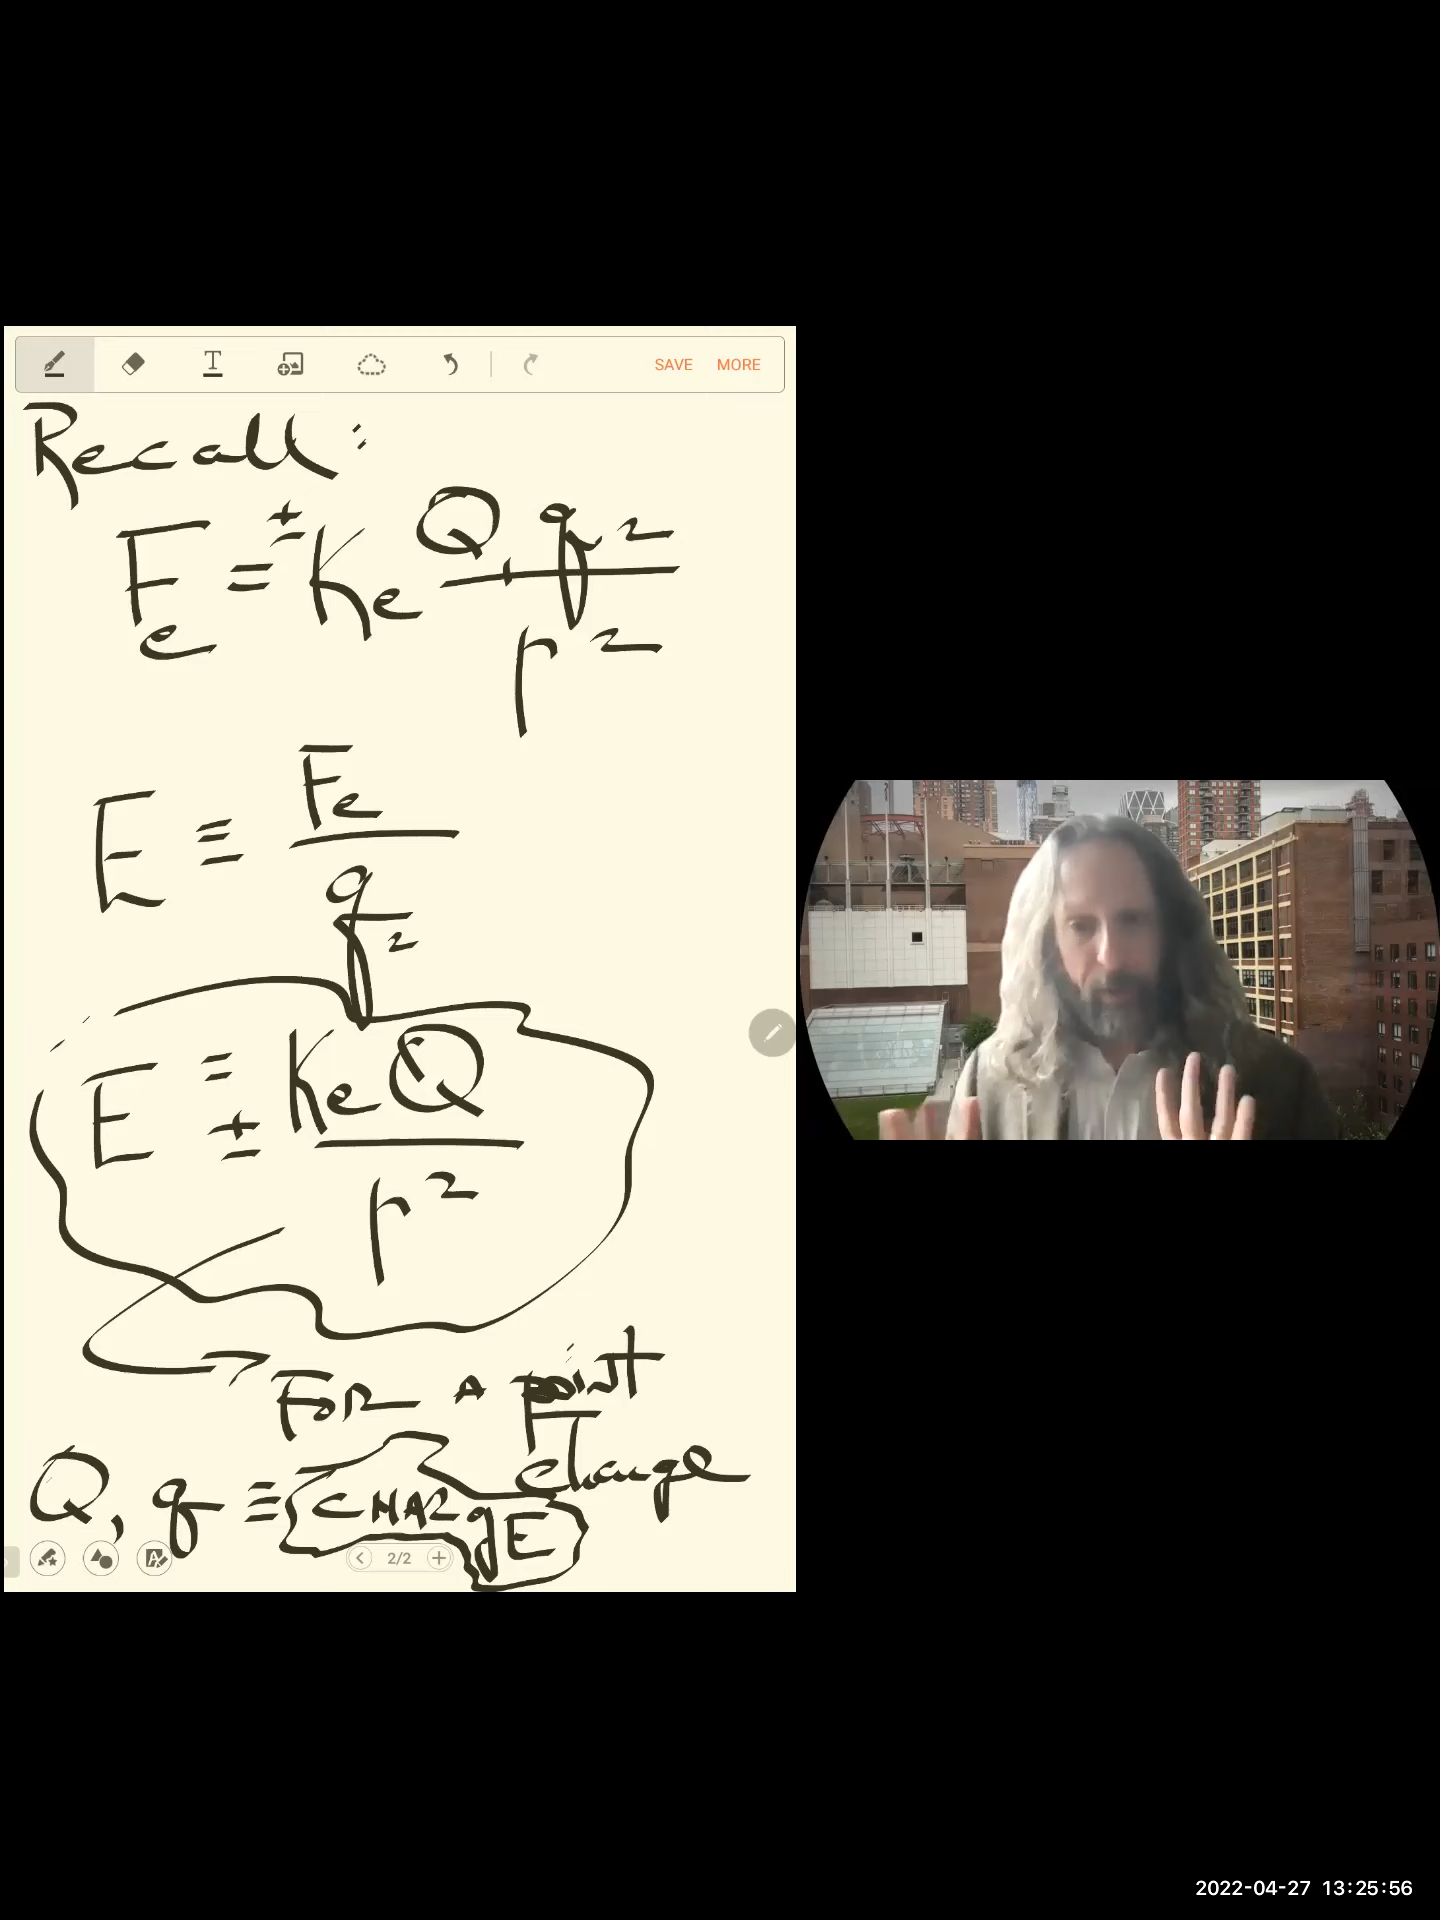 SAVE MORE
Recall:
Fe = ± Ke Q₁ q₂ / r²
E ≡ Fe / q₂
E = ± Ke Q / r²
FOR A point
charge
Q, q ≡ CHARgE
2/2
2022-04-27 13:25:56